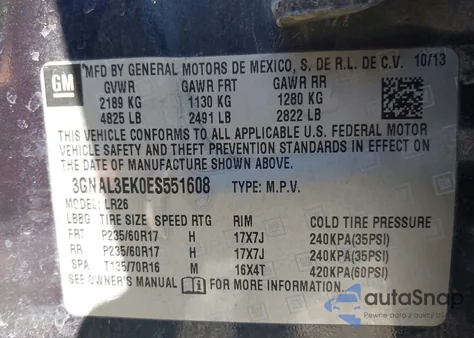 GM
MFD BY GENERAL MOTORS DE MEXICO, S. DE R.L. DE C.V. 10/13
GVWR GAWR FRT GAWR RR
2189 KG 1130 KG 1280 KG
4825 LB 2491 LB 2822 LB
THIS VEHICLE CONFORMS TO ALL APPLICABLE U.S. FEDERAL MOTOR
VEHICLE SAFETY AND THEFT PREVENTION STANDARDS IN EFFECT ON
THE DATE OF MANUFACTURE SHOWN ABOVE.
3GNAL3EK0ES551608 TYPE: M.P.V.
MODEL: LR26
LBBG TIRE SIZE SPEED RTG RIM COLD TIRE PRESSURE
FRT P235/60R17 H 17X7J 240KPA(35PSI)
RR P235/60R17 H 17X7J 240KPA(35PSI)
SPA T135/70R16 M 16X4T 420KPA(60PSI)
SEE OWNER'S MANUAL FOR MORE INFORMATION.
autoSnap
Pewne auto z